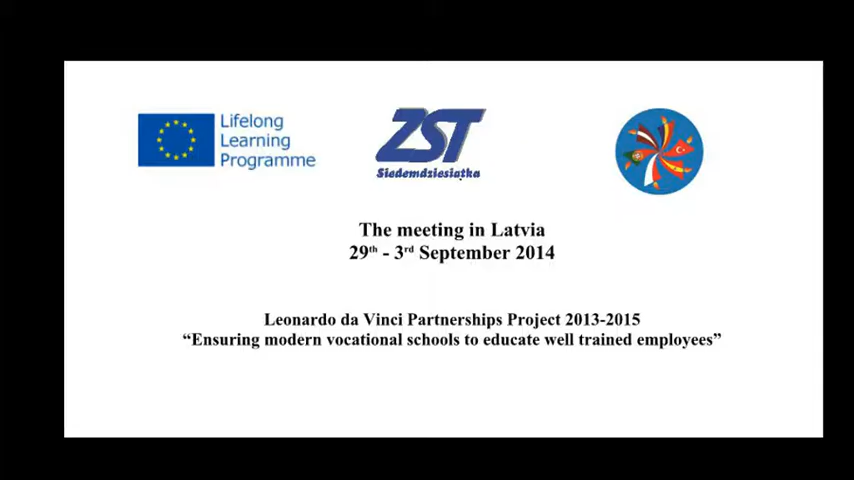 Lifelong
Learning
Programme
ZST
Siedemdziesiątka
The meeting in Latvia
29th - 3rd September 2014
Leonardo da Vinci Partnerships Project 2013-2015
“Ensuring modern vocational schools to educate well trained employees”